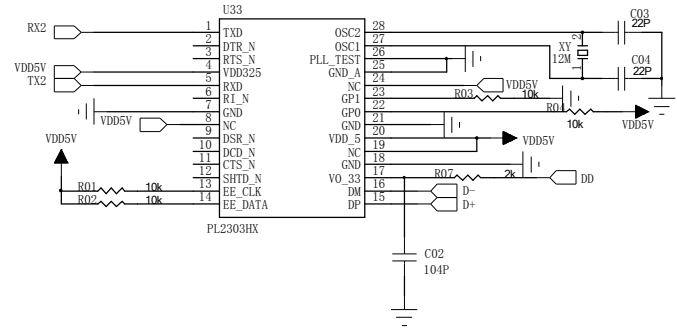 U33
RX2
1 TXD
2 DTR_N
3 RTS_N
VDD5V 4 VDD325
TX2 5 RXD
6 RI_N
7 GND
VDD5V 8 NC
9 DSR_N
10 DCD_N
11 CTS_N
12 SHTD_N
VDD5V
R01 10k 13 EE_CLK
R02 10k 14 EE_DATA
PL2303HX
OSC2 28
OSC1 27
PLL_TEST 26
GND_A 25
NC 24 VDD5V
GP1 23 R03 10k
GP0 22 R04 10k VDD5V
GND 21
VDD_5 20 VDD5V
NC 19
GND 18
VO_33 17 R07 2k DD
DM 16 D-
DP 15 D+
XY 2
12M 1
C03
22P
C04
22P
C02
104P